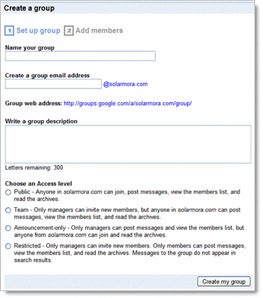 Create a group
1 Set up group 2 Add members
Name your group
Create a group email address
@solarmora.com
Group web address: http://groups.google.com/a/solarmora.com/group/
Write a group description
Letters remaining: 300
Choose an Access level
Public - Anyone in solarmora.com can join, post messages, view the members list, and
read the archives.
Team - Only managers can invite new members, but anyone in solarmora.com can post
messages, view the members list, and read the archives.
Announcement-only - Only managers can post messages and view the members list, but
anyone from solarmora.com can join and read the archives.
Restricted - Only managers can invite new members. Only members can post messages,
view the members list, and read the archives. Messages to the group do not appear in
search results.
Create my group